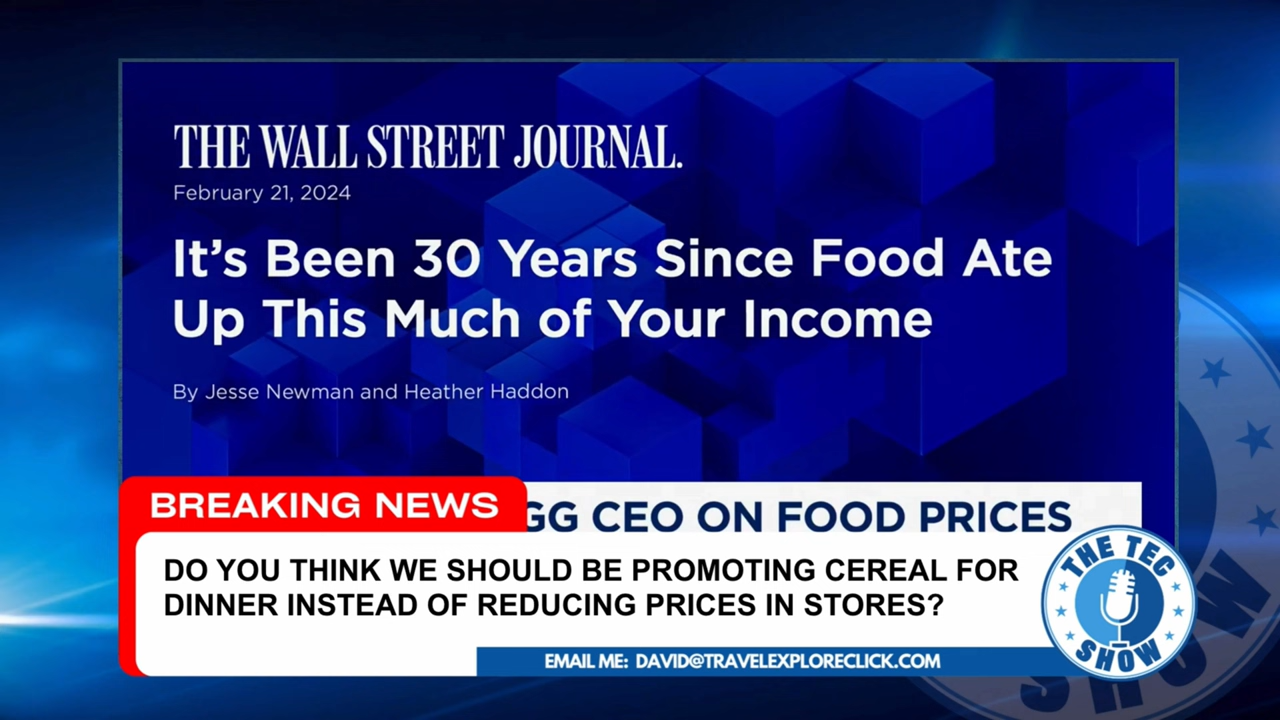 THE WALL STREET JOURNAL.
February 21, 2024
It's Been 30 Years Since Food Ate
Up This Much of Your Income
By Jesse Newman and Heather Haddon
BREAKING NEWS
GG CEO ON FOOD PRICES
DO YOU THINK WE SHOULD BE PROMOTING CEREAL FOR
DINNER INSTEAD OF REDUCING PRICES IN STORES?
EMAIL ME: DAVID@TRAVELEXPLORECLICK.COM
THE TEC
SHOW
SHOW